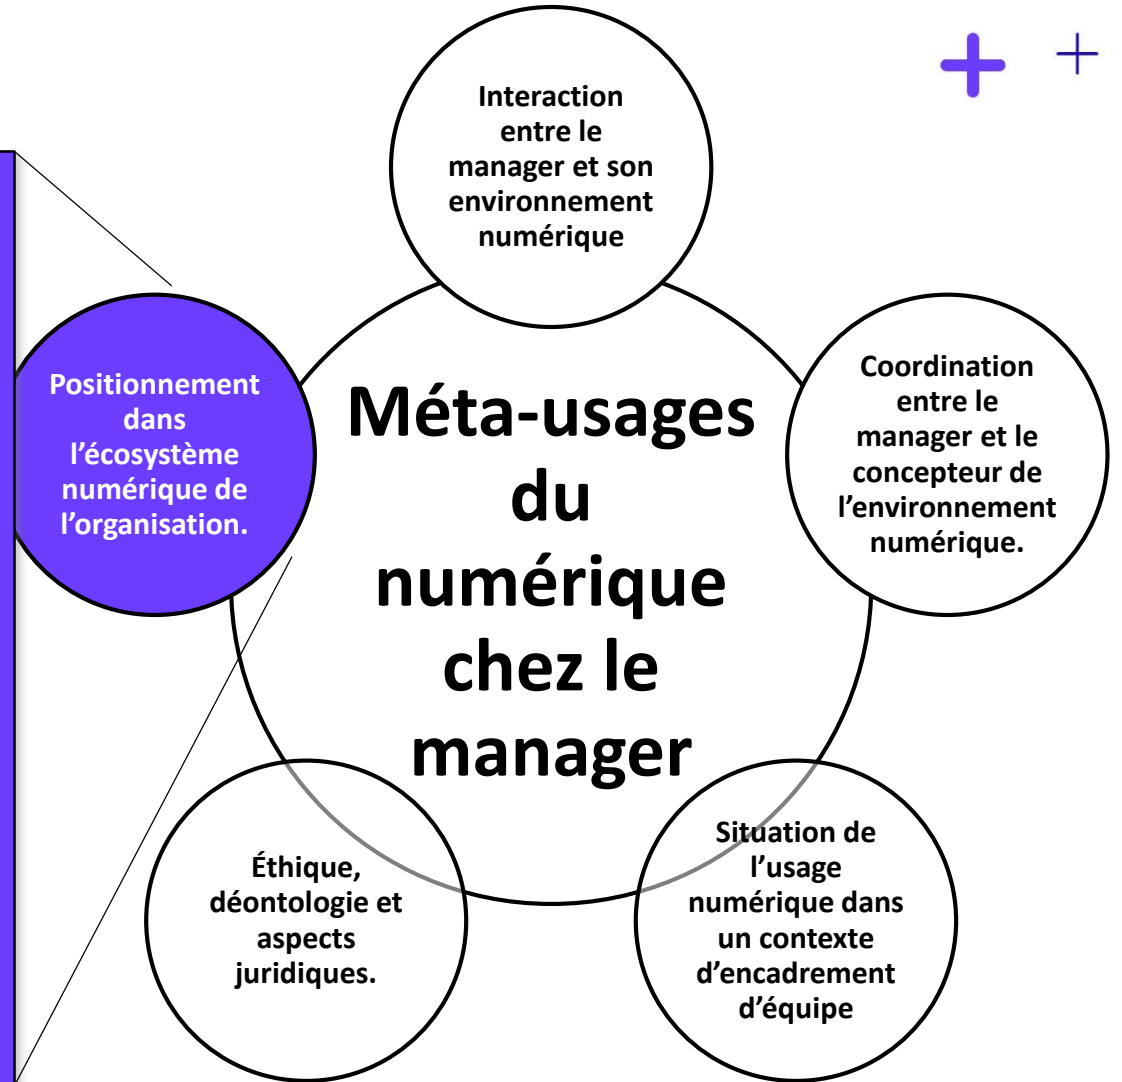 Interaction
entre le
manager et son
environnement
numérique
Positionnement
dans
l’écosystème
numérique de
l’organisation.
Méta-usages
du
numérique
chez le
manager
Coordination
entre le
manager et le
concepteur de
l’environnement
numérique.
Éthique,
déontologie et
aspects
juridiques.
Situation de
l’usage
numérique dans
un contexte
d’encadrement
d’équipe